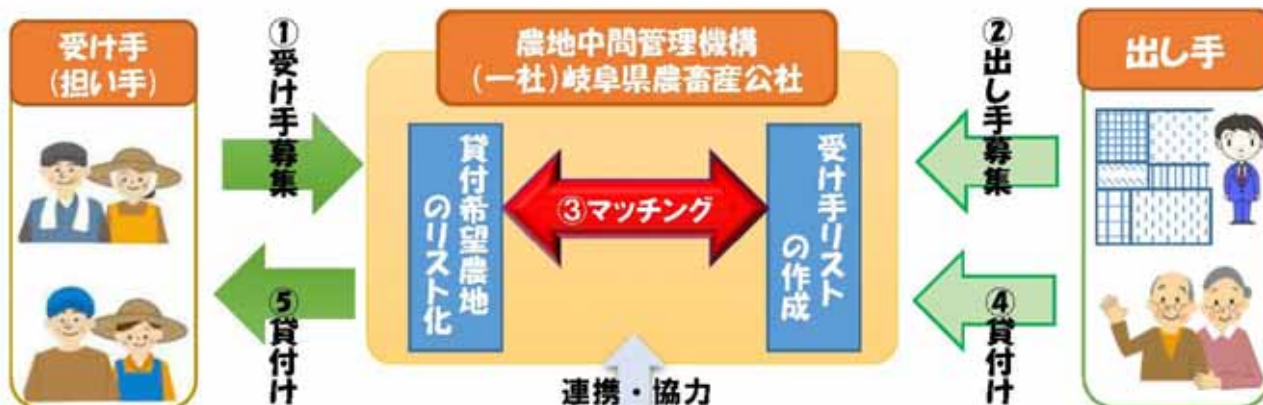 受け手
(担い手)
①受け手募集
⑤貸付け
農地中間管理機構
(一社)岐阜県農畜産公社
貸付希望農地
のリスト化
③マッチング
受け手リスト
の作成
連携・協力
②出し手募集
④貸付け
出し手